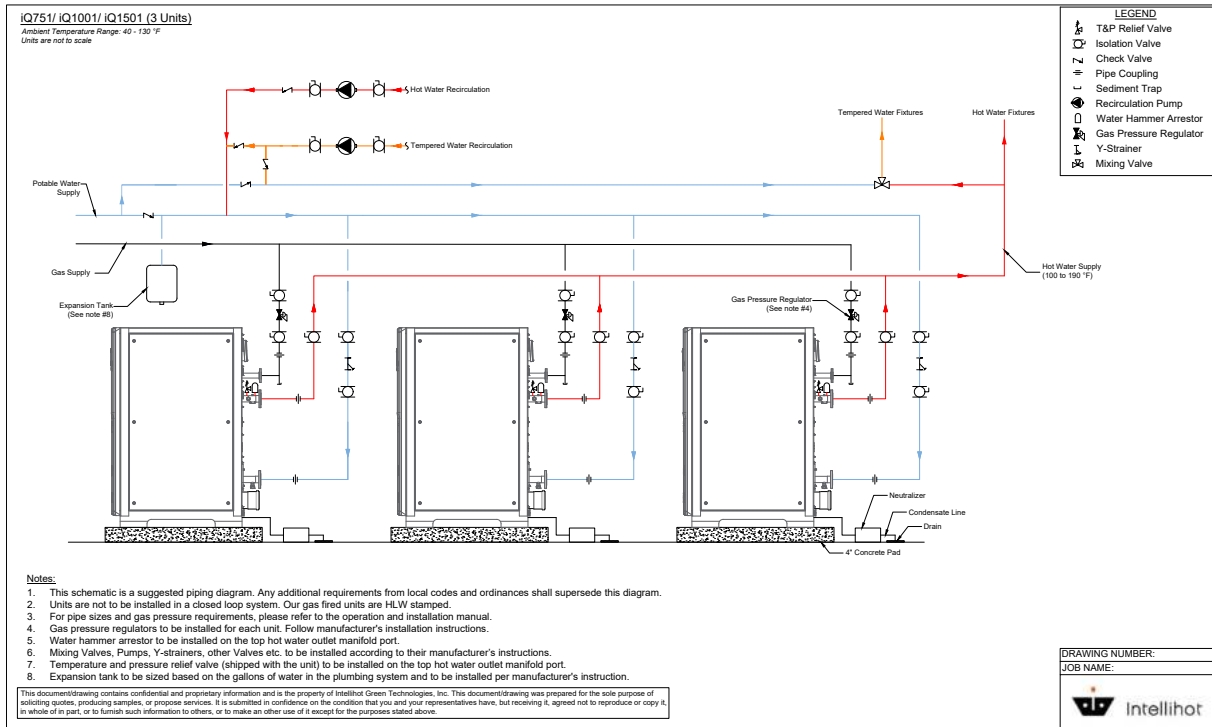 iQ751/ iQ1001/ iQ1501 (3 Units)
Ambient Temperature Range: 40 - 130 °F
Units are not to scale
LEGEND
T&P Relief Valve
Isolation Valve
Check Valve
Pipe Coupling
Sediment Trap
Recirculation Pump
Water Hammer Arrestor
Gas Pressure Regulator
Y-Strainer
Mixing Valve
Hot Water Recirculation
Tempered Water Recirculation
Tempered Water Fixtures
Hot Water Fixtures
Potable Water
Supply
Gas Supply
Expansion Tank
(See note #8)
Gas Pressure Regulator
(See note #4)
Hot Water Supply
(100 to 190 °F)
Neutralizer
Condensate Line
Drain
4" Concrete Pad
Notes:
1. This schematic is a suggested piping diagram. Any additional requirements from local codes and ordinances shall supersede this diagram.
2. Units are not to be installed in a closed loop system. Our gas fired units are HLW stamped.
3. For pipe sizes and gas pressure requirements, please refer to the operation and installation manual.
4. Gas pressure regulators to be installed for each unit. Follow manufacturer's installation instructions.
5. Water hammer arrestor to be installed on the top hot water outlet manifold port.
6. Mixing Valves, Pumps, Y-strainers, other Valves etc. to be installed according to their manufacturer's instructions.
7. Temperature and pressure relief valve (shipped with the unit) to be installed on the top hot water outlet manifold port.
8. Expansion tank to be sized based on the gallons of water in the plumbing system and to be installed per manufacturer's instruction.
This document/drawing contains confidential and proprietary information and is the property of Intellihot Green Technologies, Inc. This document/drawing was prepared for the sole purpose of
soliciting quotes, producing samples, or propose services. It is submitted in confidence on the condition that you and your representatives have, but receiving it, agreed not to reproduce or copy it,
in whole of in part, or to furnish such information to others, or to make an other use of it except for the purposes stated above.
DRAWING NUMBER:
JOB NAME:
Intellihot